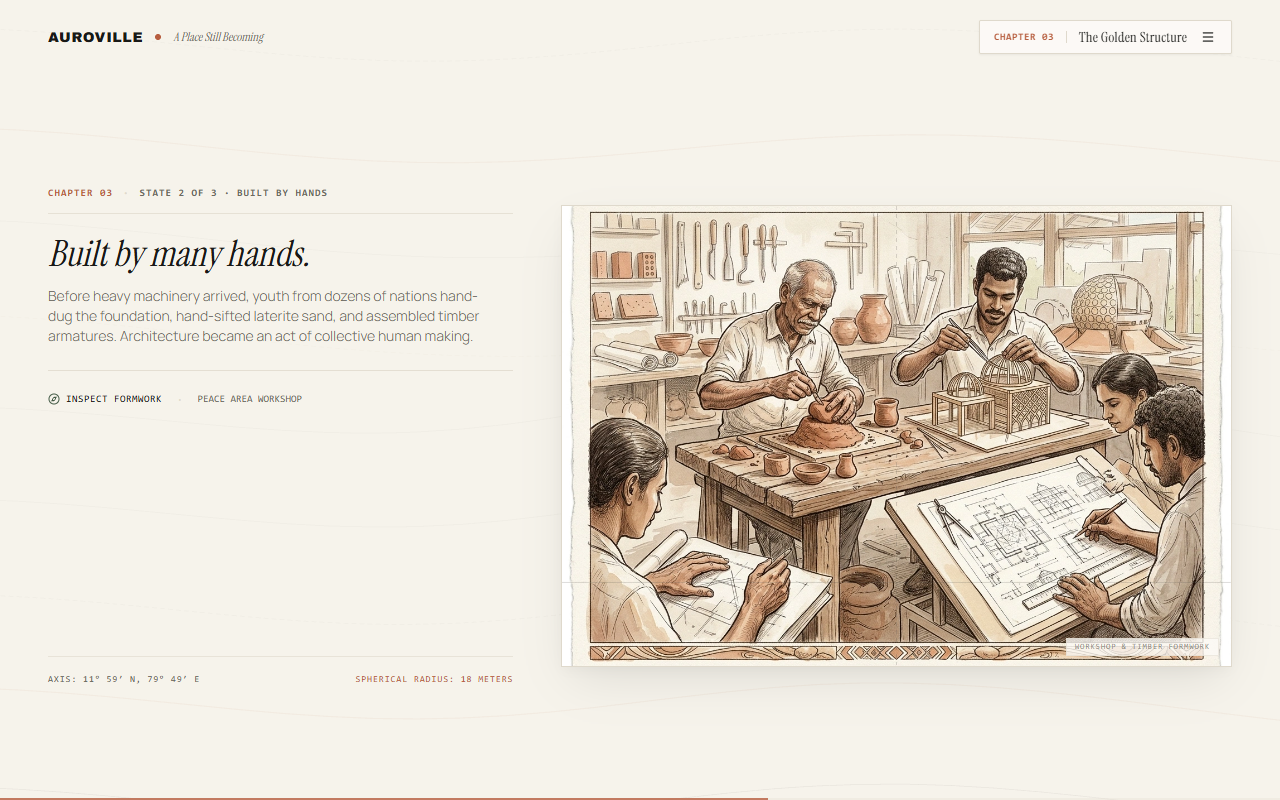 AUROVILLE • A Place Still Becoming
CHAPTER 03 | The Golden Structure
CHAPTER 03 · STATE 2 OF 3 · BUILT BY HANDS
Built by many hands.
Before heavy machinery arrived, youth from dozens of nations hand-
dug the foundation, hand-sifted laterite sand, and assembled timber
armatures. Architecture became an act of collective human making.
INSPECT FORMWORK · PEACE AREA WORKSHOP
WORKSHOP & TIMBER FORMWORK
AXIS: 11° 59′ N, 79° 49′ E
SPHERICAL RADIUS: 18 METERS